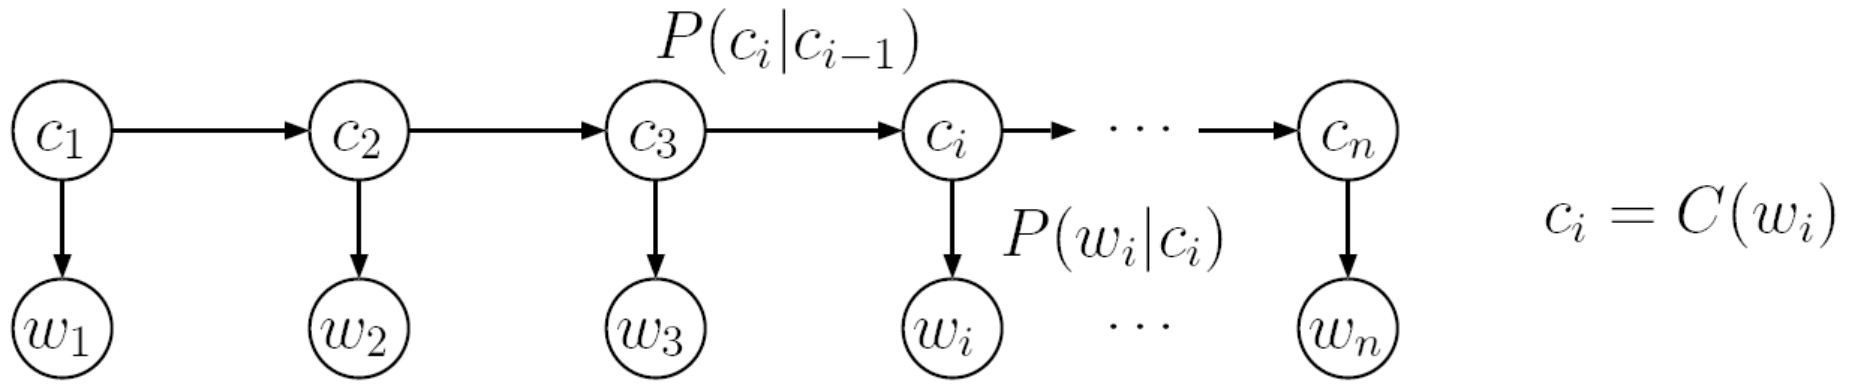 P(c_i|c_{i-1})
c_1 c_2 c_3 c_i ··· c_n
P(w_i|c_i)
c_i = C(w_i)
w_1 w_2 w_3 w_i ··· w_n